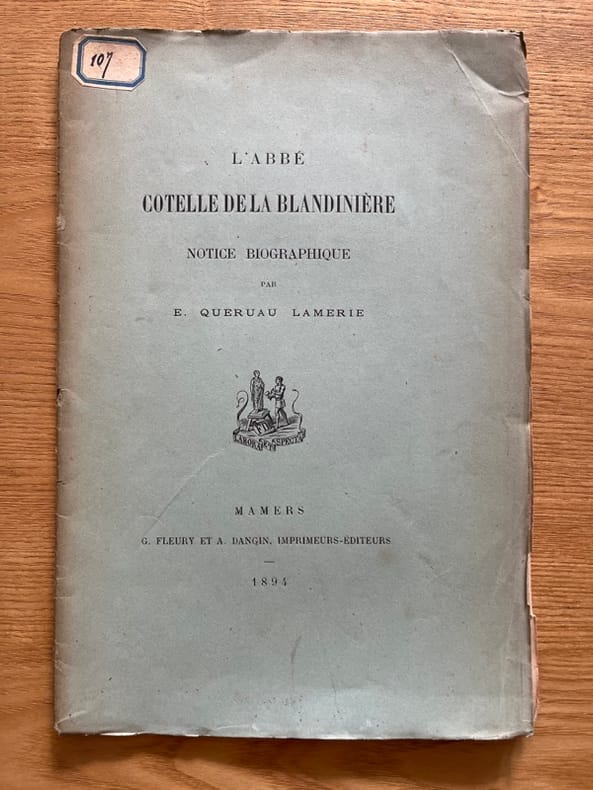 107
L'ABBÉ
COTELLE DE LA BLANDINIÈRE
NOTICE BIOGRAPHIQUE
PAR
E. QUERUAU LAMERIE
MAMERS
G. FLEURY ET A. DANGIN, IMPRIMEURS-ÉDITEURS
1894